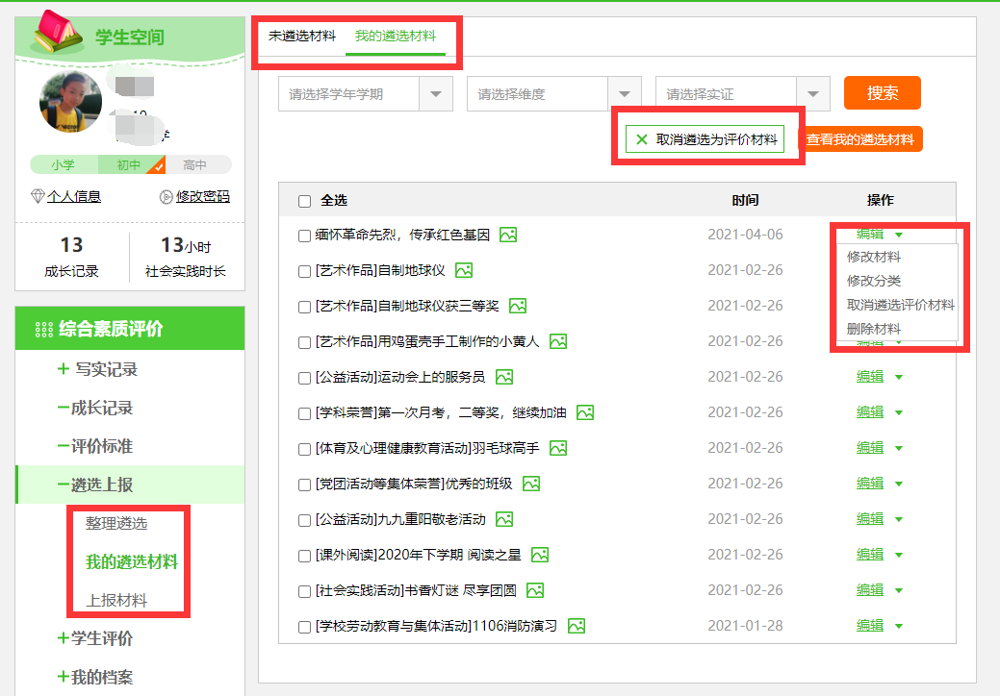 学生空间
小学 初中 高中
个人信息 修改密码
13 13小时
成长记录 社会实践时长
综合素质评价
+ 写实记录
一成长记录
一评价标准
一遴选上报
整理遴选
我的遴选材料
上报材料
+学生评价
+我的档案
未遴选材料 我的遴选材料
请选择学年学期 请选择维度 请选择实证 搜索
× 取消遴选为评价材料 查看我的遴选材料
全选 时间 操作
缅怀革命先烈，传承红色基因 2021-04-06 编辑
修改材料
修改分类
取消遴选评价材料
删除材料
[艺术作品]自制地球仪 2021-02-26
[艺术作品]自制地球仪获三等奖 2021-02-26
[艺术作品]用鸡蛋壳手工制作的小黄人 2021-02-26 编辑
[公益活动]运动会上的服务员 2021-02-26 编辑
[学科荣誉]第一次月考，二等奖，继续加油 2021-02-26 编辑
[体育及心理健康教育活动]羽毛球高手 2021-02-26 编辑
[党团活动等集体荣誉]优秀的班级 2021-02-26 编辑
[公益活动]九九重阳敬老活动 2021-02-26 编辑
[课外阅读]2020年下学期 阅读之星 2021-02-26 编辑
[社会实践活动]书香灯谜 尽享团圆 2021-02-26 编辑
[学校劳动教育与集体活动]1106消防演习 2021-01-28 编辑